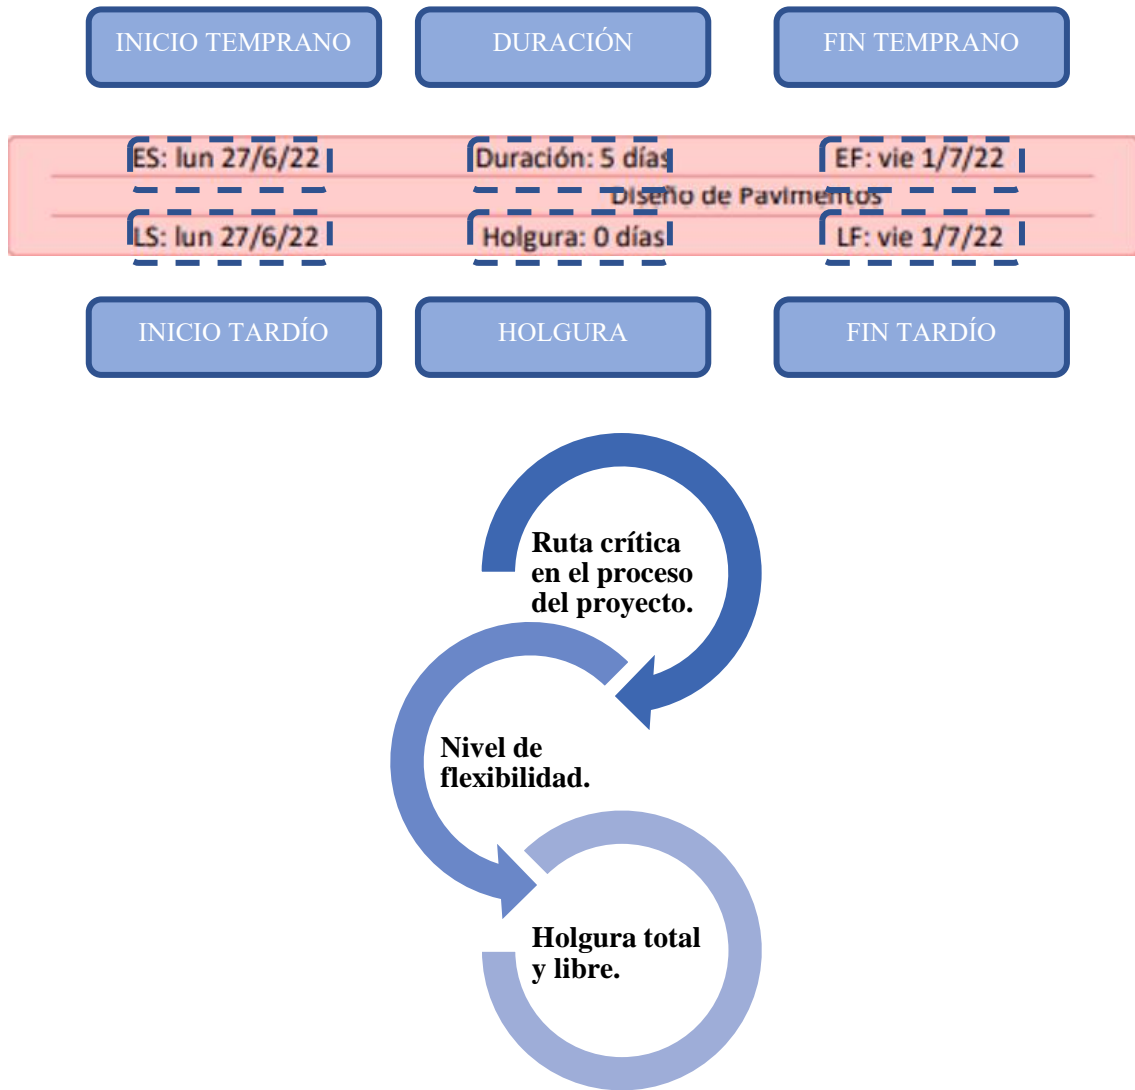 INICIO TEMPRANO
DURACIÓN
FIN TEMPRANO
ES: lun 27/6/22
Duración: 5 días
EF: vie 1/7/22
Diseño de Pavimentos
LS: lun 27/6/22
Holgura: 0 días
LF: vie 1/7/22
INICIO TARDÍO
HOLGURA
FIN TARDÍO
Ruta crítica
en el proceso
del proyecto.
Nivel de
flexibilidad.
Holgura total
y libre.